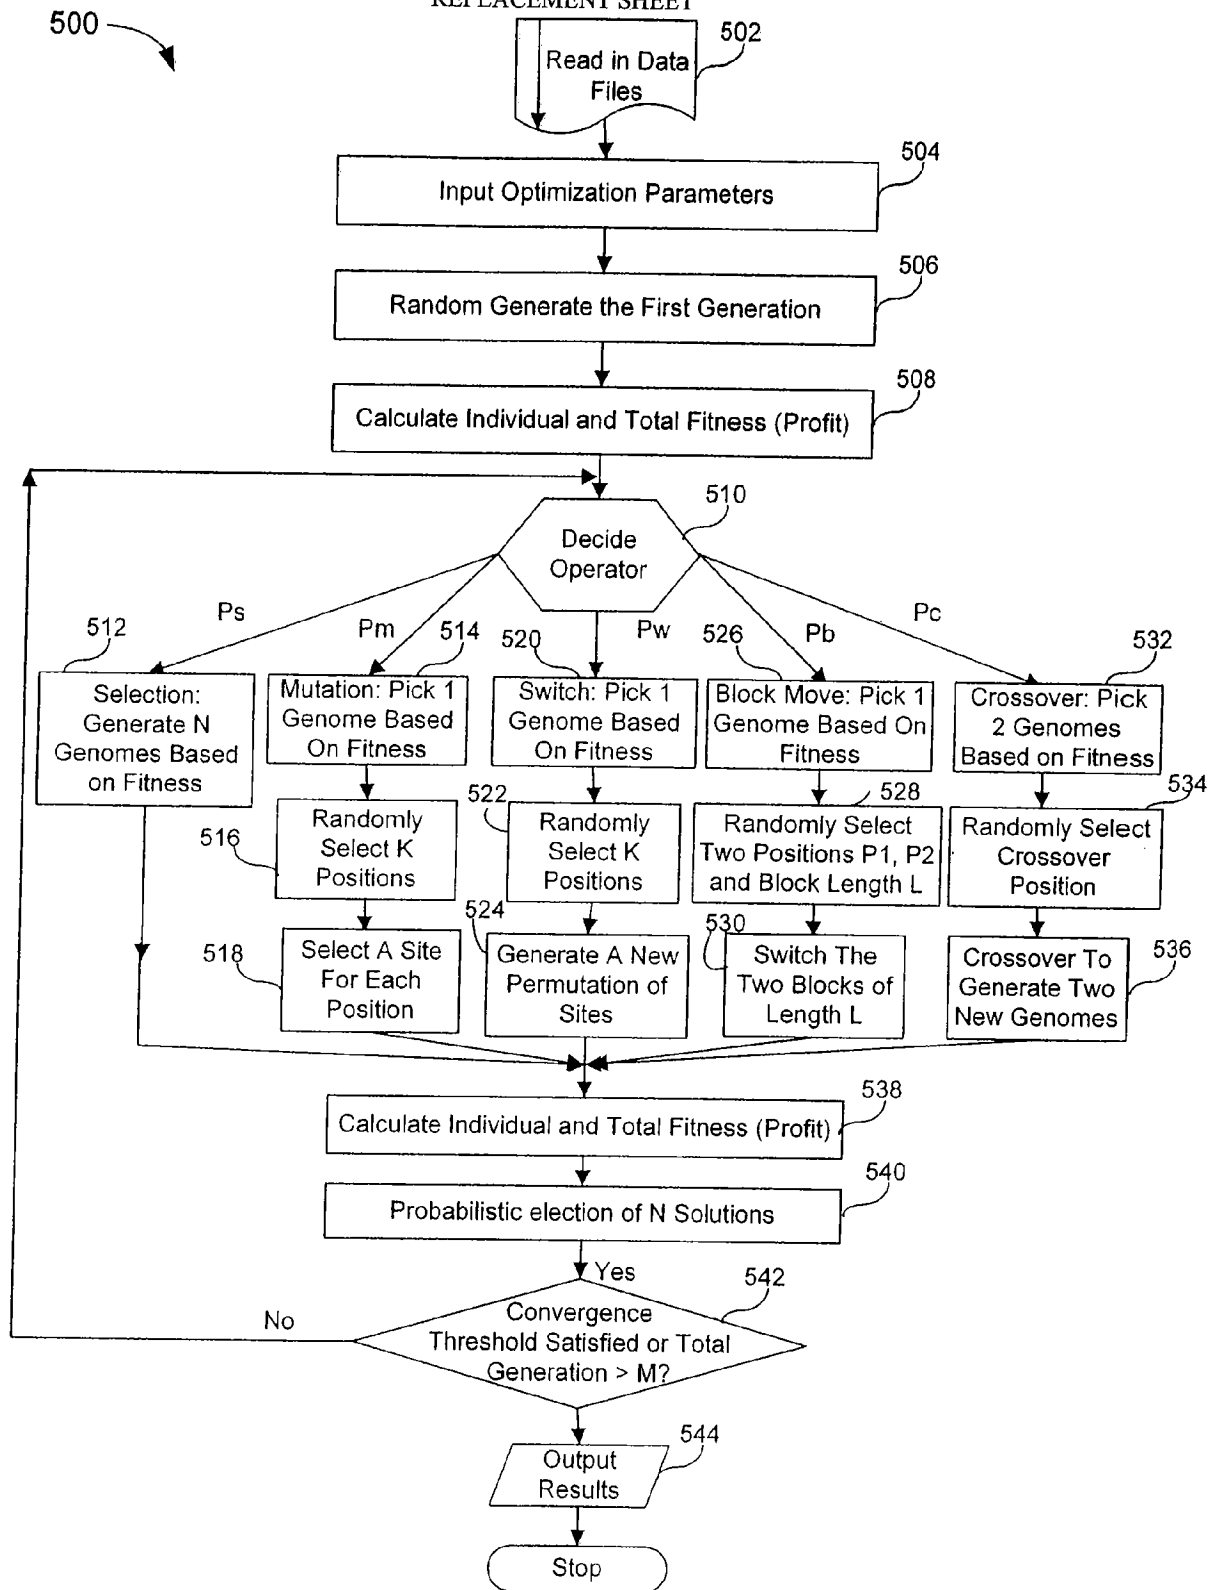 REPLACEMENT SHEET
500
502
Read in Data
Files
504
Input Optimization Parameters
506
Random Generate the First Generation
508
Calculate Individual and Total Fitness (Profit)
510
Decide
Operator
Ps
Pm
Pw
Pb
Pc
512
Selection:
Generate N
Genomes Based
on Fitness
514
Mutation: Pick 1
Genome Based
On Fitness
520
Switch: Pick 1
Genome Based
On Fitness
526
Block Move: Pick 1
Genome Based On
Fitness
532
Crossover: Pick
2 Genomes
Based on Fitness
516
Randomly
Select K
Positions
522
Randomly
Select K
Positions
528
Randomly Select
Two Positions P1, P2
and Block Length L
534
Randomly Select
Crossover
Position
518
Select A Site
For Each
Position
524
Generate A New
Permutation of
Sites
530
Switch The
Two Blocks of
Length L
536
Crossover To
Generate Two
New Genomes
538
Calculate Individual and Total Fitness (Profit)
540
Probabilistic election of N Solutions
Yes
542
No
Convergence
Threshold Satisfied or Total
Generation > M?
544
Output
Results
Stop